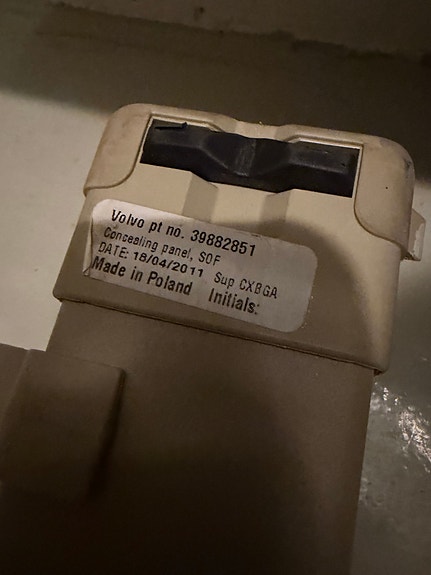 Volvo pt no. 39882851
Concealing panel, SOF
DATE: 18/04/2011 Sup CXBGA
Made in Poland Initials: